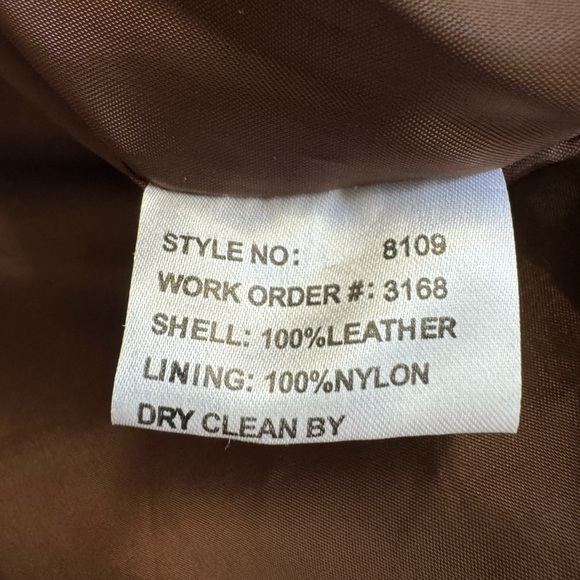 STYLE NO: 8109
WORK ORDER #: 3168
SHELL: 100%LEATHER
LINING: 100%NYLON
DRY CLEAN BY